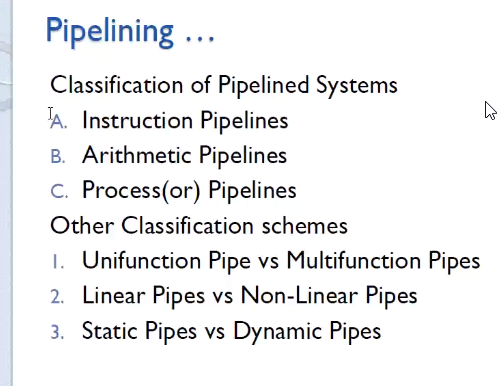 Pipelining ...
Classification of Pipelined Systems
A. Instruction Pipelines
B. Arithmetic Pipelines
C. Process(or) Pipelines
Other Classification schemes
1. Unifunction Pipe vs Multifunction Pipes
2. Linear Pipes vs Non-Linear Pipes
3. Static Pipes vs Dynamic Pipes